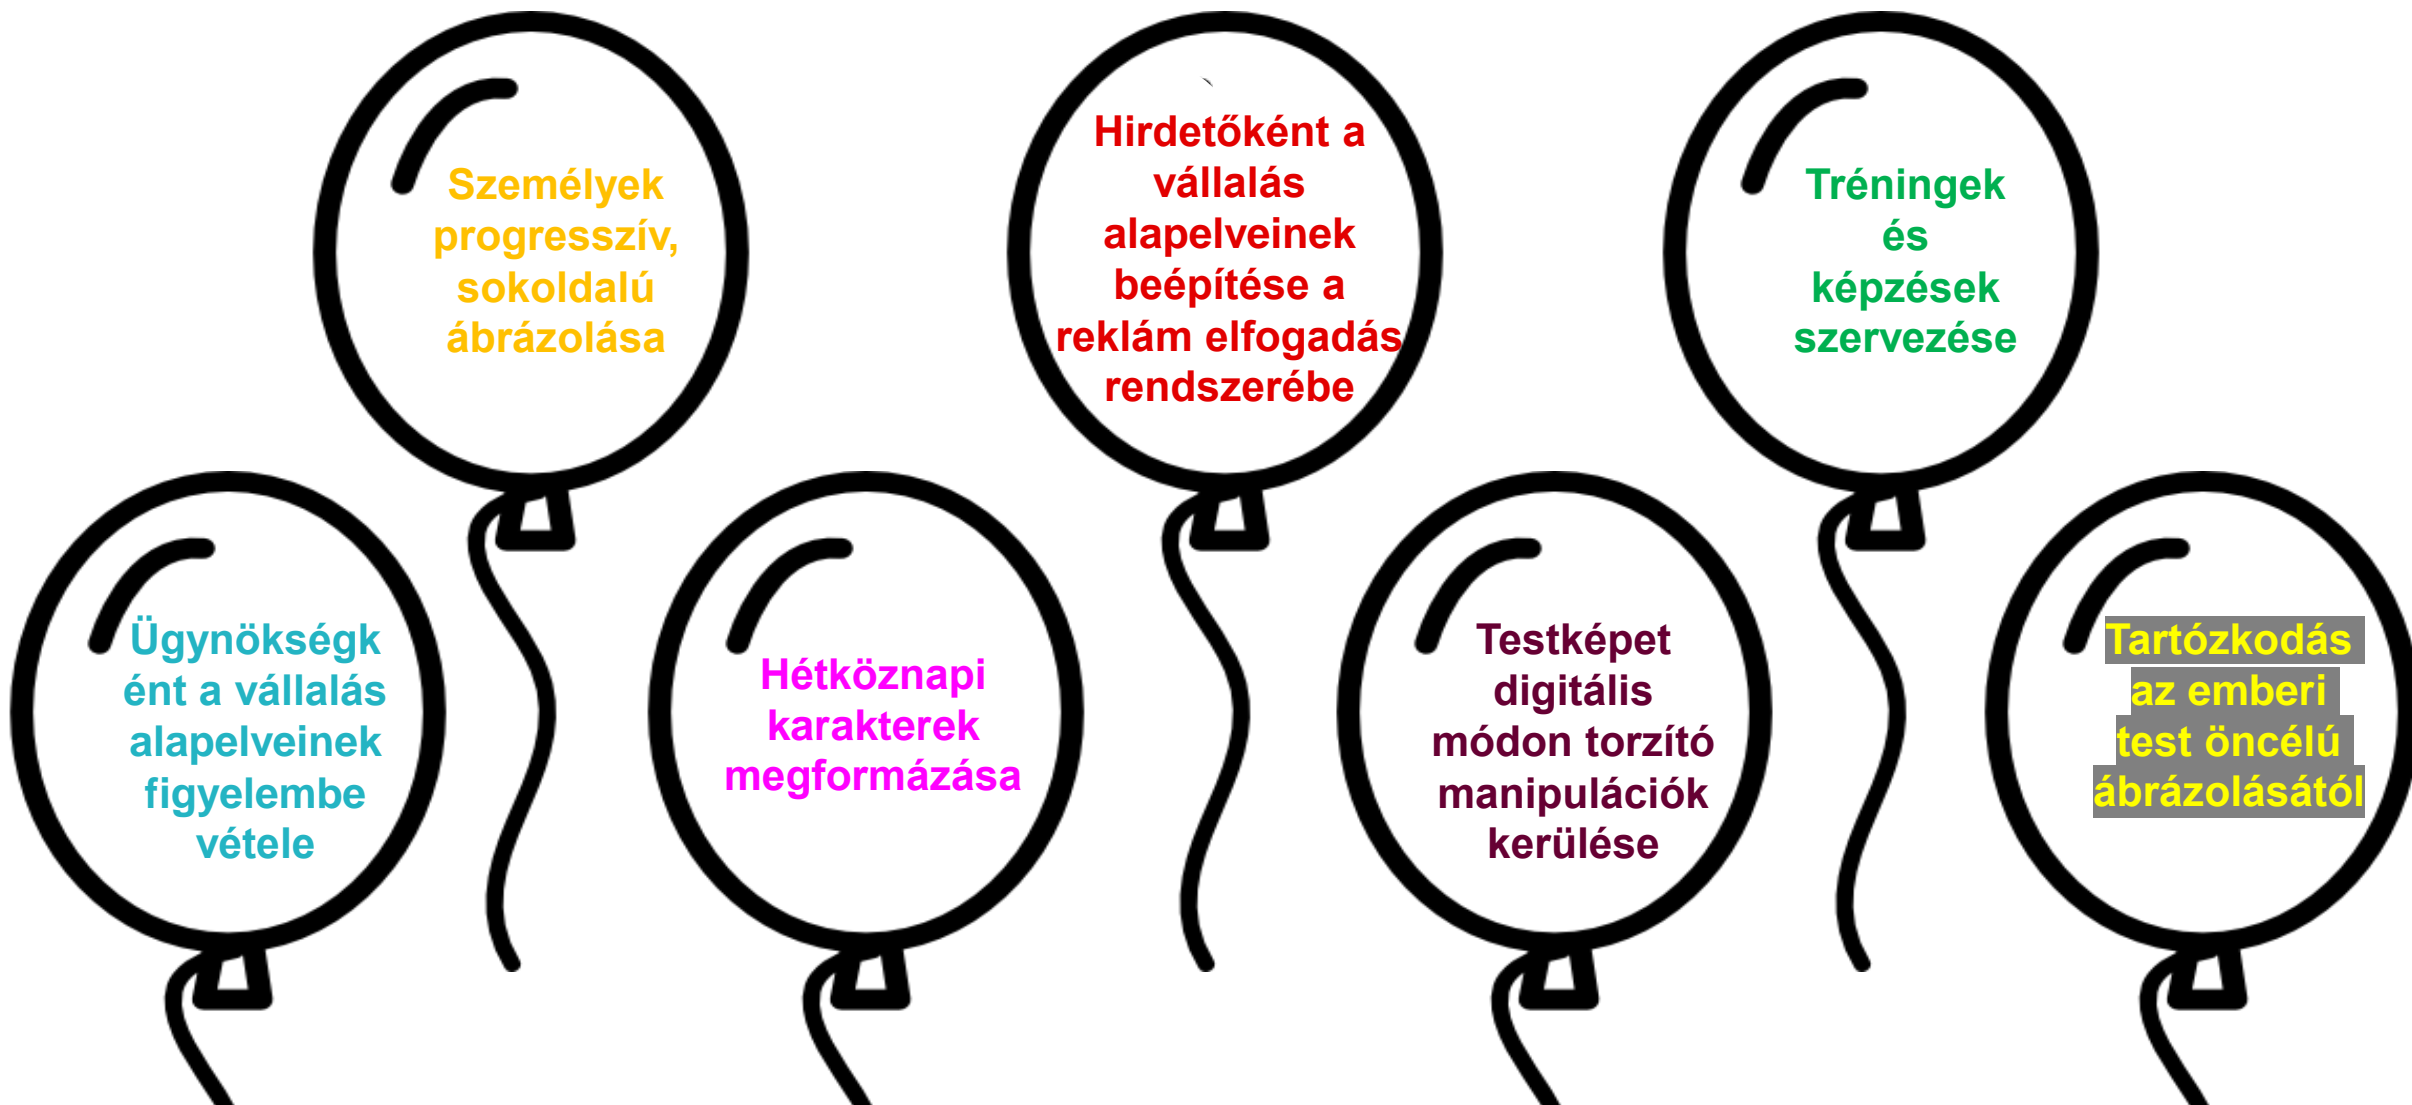 Személyek
progresszív,
sokoldalú
ábrázolása
Hirdetőként a
vállalás
alapelveinek
beépítése a
reklám elfogadás
rendszerébe
Tréningek
és
képzések
szervezése
Ügynökségk
ént a vállalás
alapelveinek
figyelembe
vétele
Hétköznapi
karakterek
megformázása
Testképet
digitális
módon torzító
manipulációk
kerülése
Tartózkodás
az emberi
test öncélú
ábrázolásától